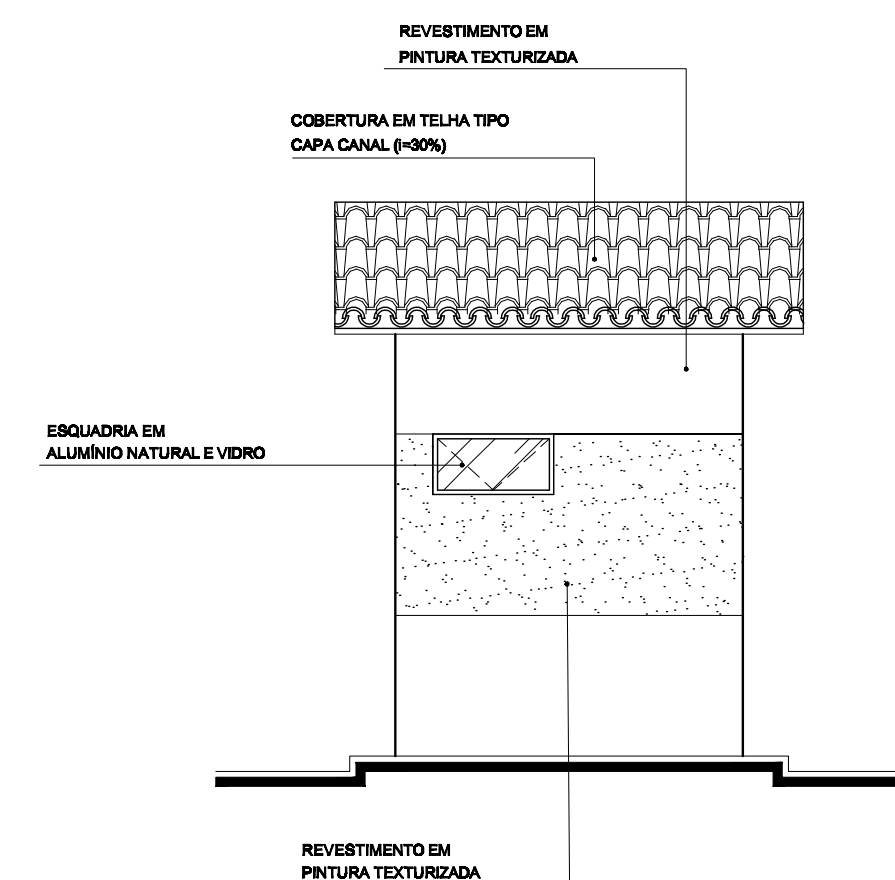 REVESTIMENTO EM
PINTURA TEXTURIZADA
COBERTURA EM TELHA TIPO
CAPA CANAL (i=30%)
ESQUADRIA EM
ALUMÍNIO NATURAL E VIDRO
REVESTIMENTO EM
PINTURA TEXTURIZADA